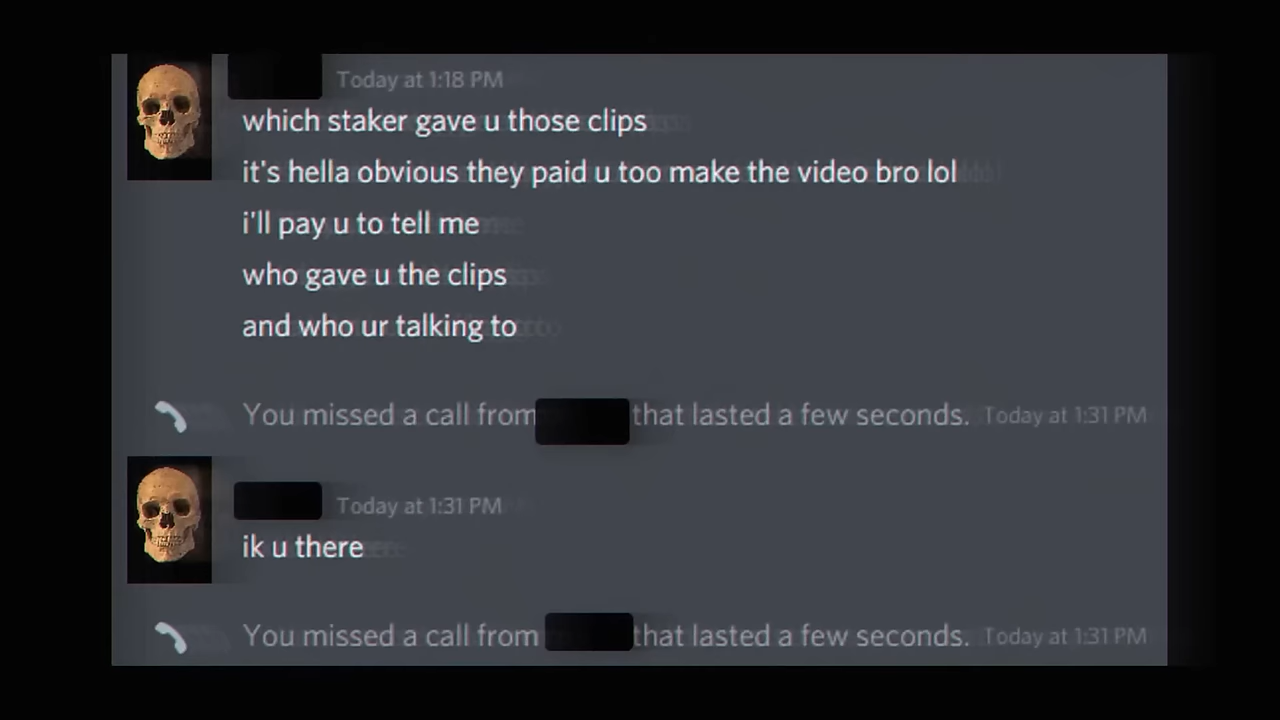 Today at 1:18 PM
which staker gave u those clips
it's hella obvious they paid u too make the video bro lol
i'll pay u to tell me
who gave u the clips
and who ur talking to
You missed a call from that lasted a few seconds. Today at 1:31 PM
Today at 1:31 PM
ik u there
You missed a call from that lasted a few seconds. Today at 1:31 PM